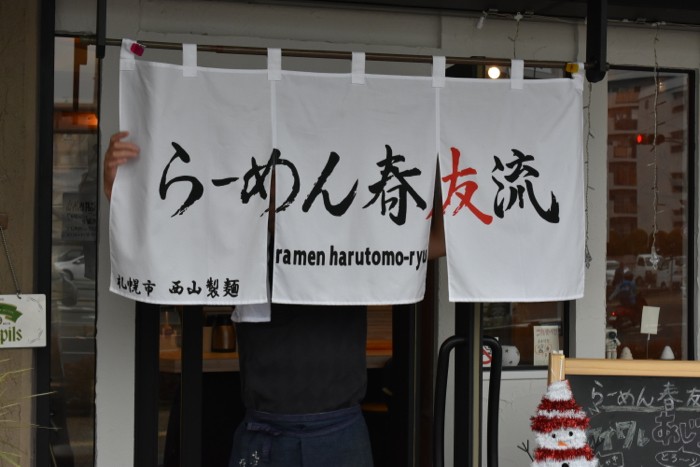 らーめん春友流
ramen harutomo-ryu
札幌市 西山製麺
pils
らーめん春友